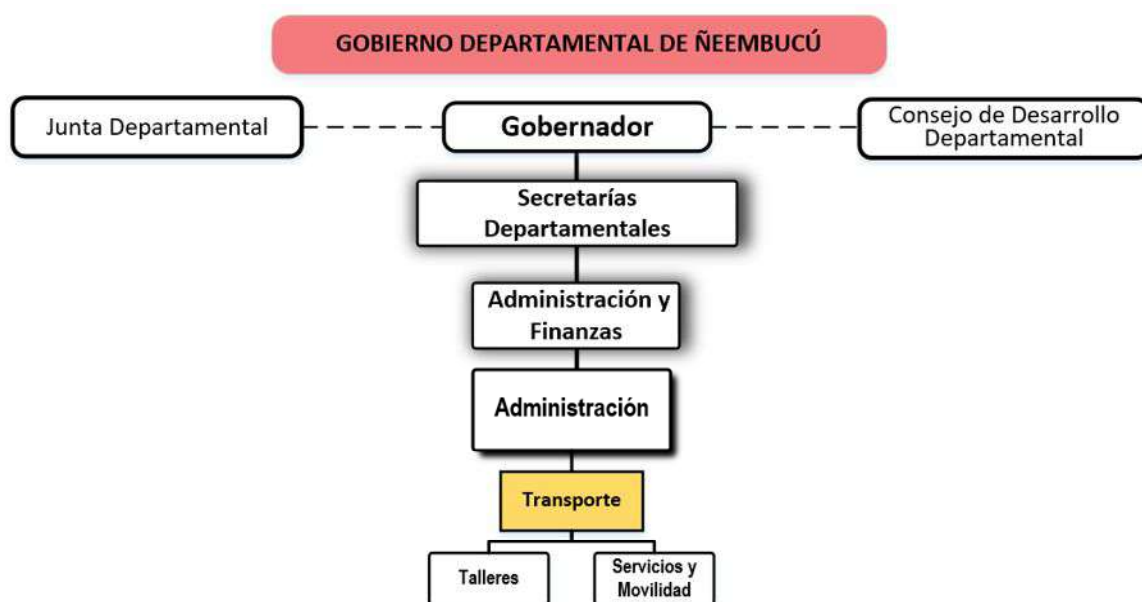 GOBIERNO DEPARTAMENTAL DE ÑEEMBUCÚ
Junta Departamental
Gobernador
Consejo de Desarrollo
Departamental
Secretarías
Departamentales
Administración y
Finanzas
Administración
Transporte
Talleres
Servicios y
Movilidad